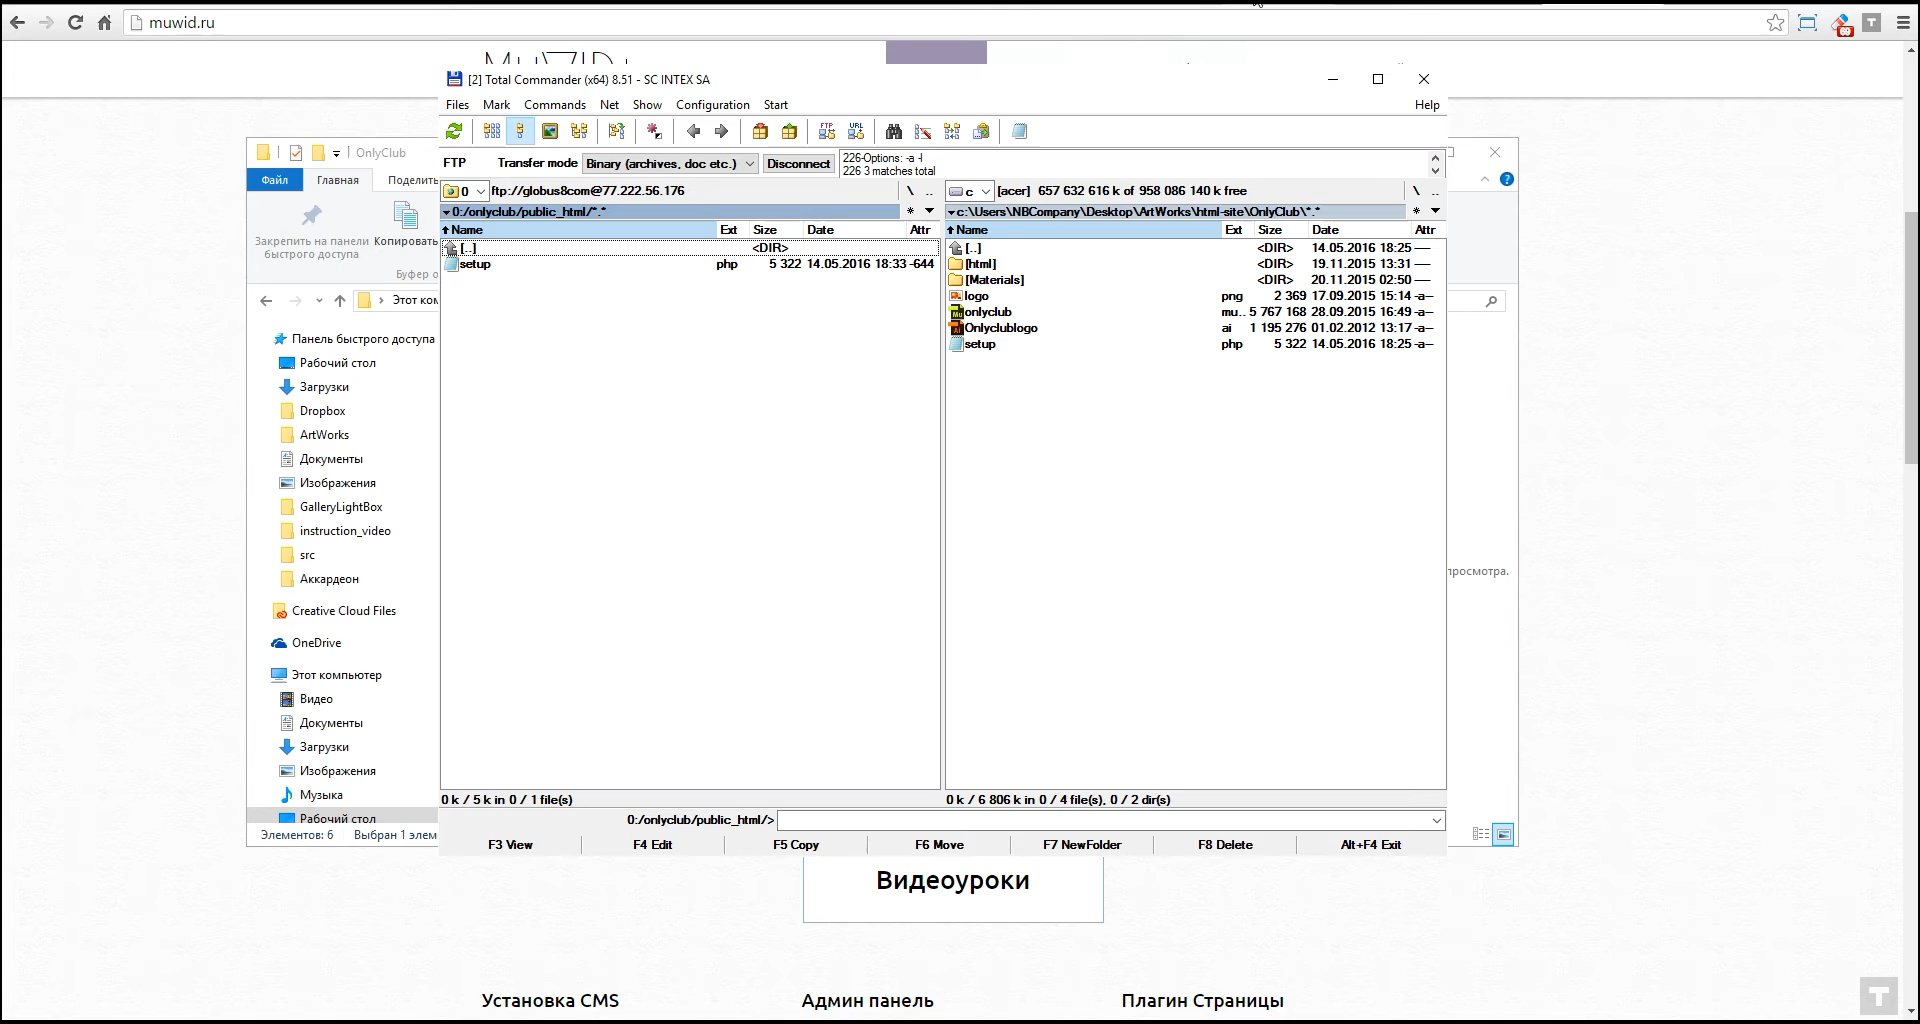 muwid.ru
69
[2] Total Commander (x64) 8.51 - SC INTEX SA
Files Mark Commands Net Show Configuration Start Help
FTP URL
FTP Transfer mode Binary (archives, doc etc.) Disconnect
226-Options: -a -l
226 3 matches total
0 ftp://globus8com@77.222.56.176 \ ..
0:/onlyclub/public_html/*.* *
Name Ext Size Date Attr
[..] <DIR>
setup php 5 322 14.05.2016 18:33 -644
0 k / 5 k in 0 / 1 file(s)
c [acer] 657 632 616 k of 958 086 140 k free \ ..
c:\Users\NBCompany\Desktop\ArtWorks\html-site\OnlyClub\*.* *
Name Ext Size Date Attr
[..] <DIR> 14.05.2016 18:25 ----
[html] <DIR> 19.11.2015 13:31 ----
[Materials] <DIR> 20.11.2015 02:50 ----
logo png 2 369 17.09.2015 15:14 -a--
onlyclub mu.. 5 767 168 28.09.2015 16:49 -a--
Onlyclublogo ai 1 195 276 01.02.2012 13:17 -a--
setup php 5 322 14.05.2016 18:25 -a--
0 k / 6 806 k in 0 / 4 file(s), 0 / 2 dir(s)
0:/onlyclub/public_html/>
F3 View F4 Edit F5 Copy F6 Move F7 NewFolder F8 Delete Alt+F4 Exit
OnlyClub
Файл Главная Поделить
Закрепить на панели
быстрого доступа
Копировать
Буфер о
Этот ком
Панель быстрого доступа
Рабочий стол
Загрузки
Dropbox
ArtWorks
Документы
Изображения
GalleryLightBox
instruction_video
src
Аккардеон
Creative Cloud Files
OneDrive
Этот компьютер
Видео
Документы
Загрузки
Изображения
Музыка
Рабочий стол
Элементов: 6 Выбран 1 элем
просмотра.
Видеоуроки
Установка CMS Админ панель Плагин Страницы
T